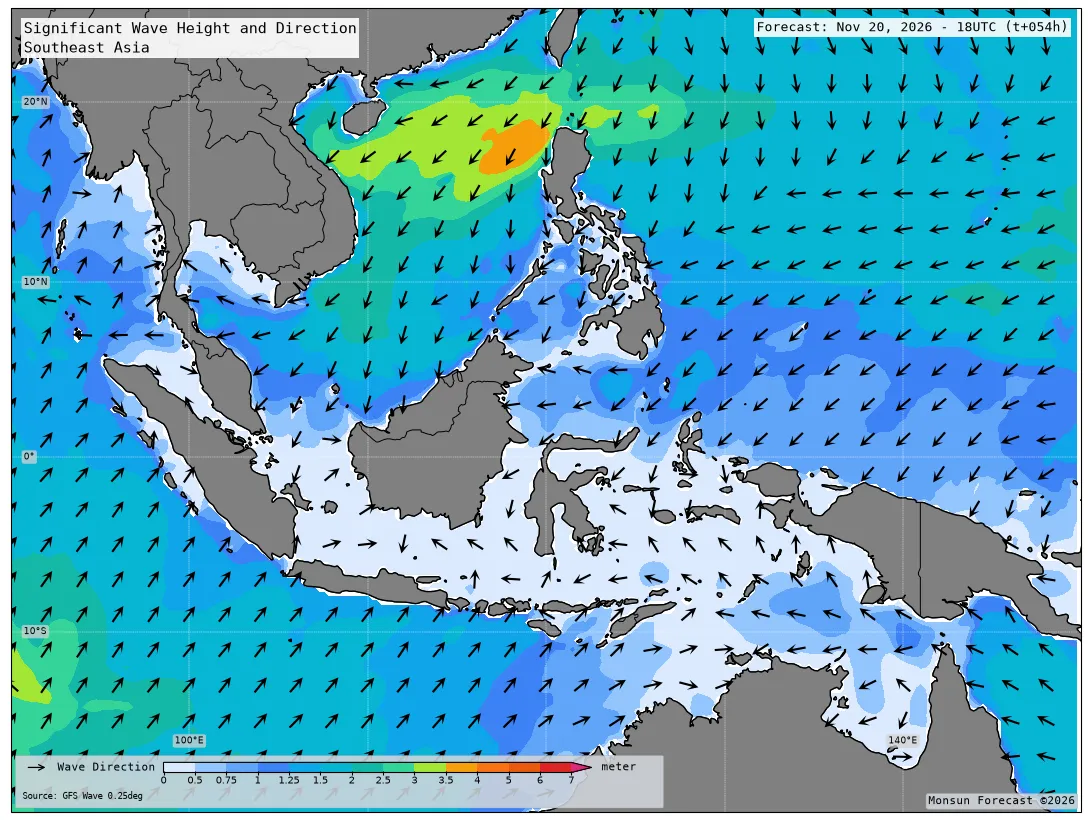 Significant Wave Height and Direction
Southeast Asia
Forecast: Nov 20, 2026 - 18UTC (t+054h)
20°N
10°N
0°
10°S
100°E
140°E
Wave Direction
meter
0 0.5 0.75 1 1.25 1.5 2 2.5 3 3.5 4 5 6 7
Source: GFS Wave 0.25deg
Monsun Forecast ©2026